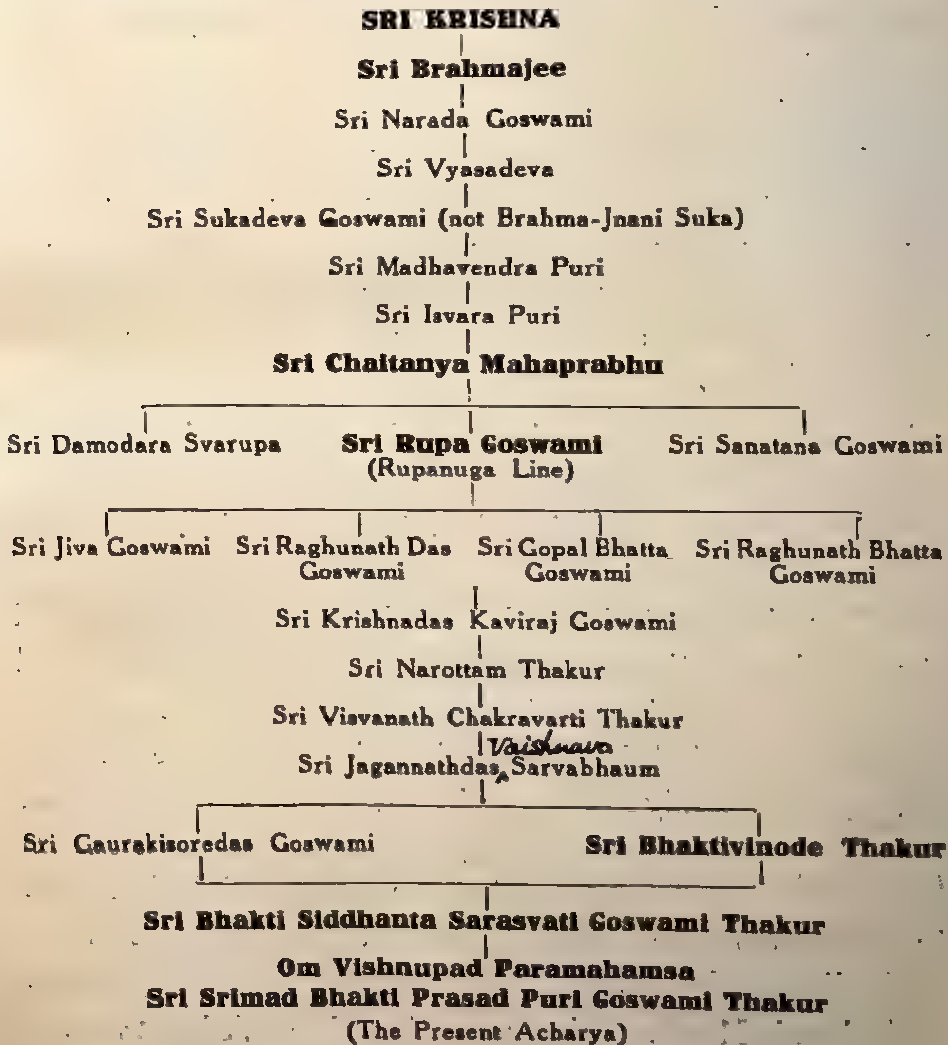 SRI KRISHNA
Sri Brahmajee
Sri Narada Goswami
Sri Vyasadeva
Sri Sukadeva Goswami (not Brahma-Jnani Suka)
Sri Madhavendra Puri
Sri Isvara Puri
Sri Chaitanya Mahaprabhu
Sri Damodara Svarupa Sri Rupa Goswami Sri Sanatana Goswami
(Rupanuga Line)
Sri Jiva Goswami Sri Raghunath Das Sri Gopal Bhatta Sri Raghunath Bhatta
Goswami Goswami Goswami
Sri Krishnadas Kaviraj Goswami
Sri Narottam Thakur
Sri Visvanath Chakravarti Thakur
Vaishnava
Sri Jagannathdas Sarvabhaum
Sri Gaurakisoredas Goswami Sri Bhaktivinode Thakur
Sri Bhakti Siddhanta Sarasvati Goswami Thakur
Om Vishnupad Paramahamsa
Sri Srimad Bhakti Prasad Puri Goswami Thakur
(The Present Acharya)